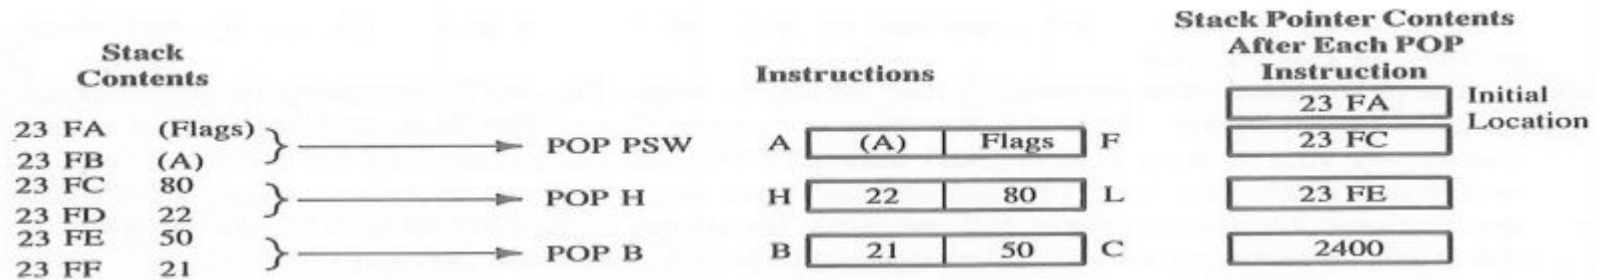 Stack Pointer Contents
After Each POP
Instruction
Stack
Contents
Instructions
23 FA Initial
Location
23 FA (Flags)
23 FB (A)
POP PSW A (A) Flags F 23 FC
23 FC 80
23 FD 22
POP H H 22 80 L 23 FE
23 FE 50
23 FF 21
POP B B 21 50 C 2400